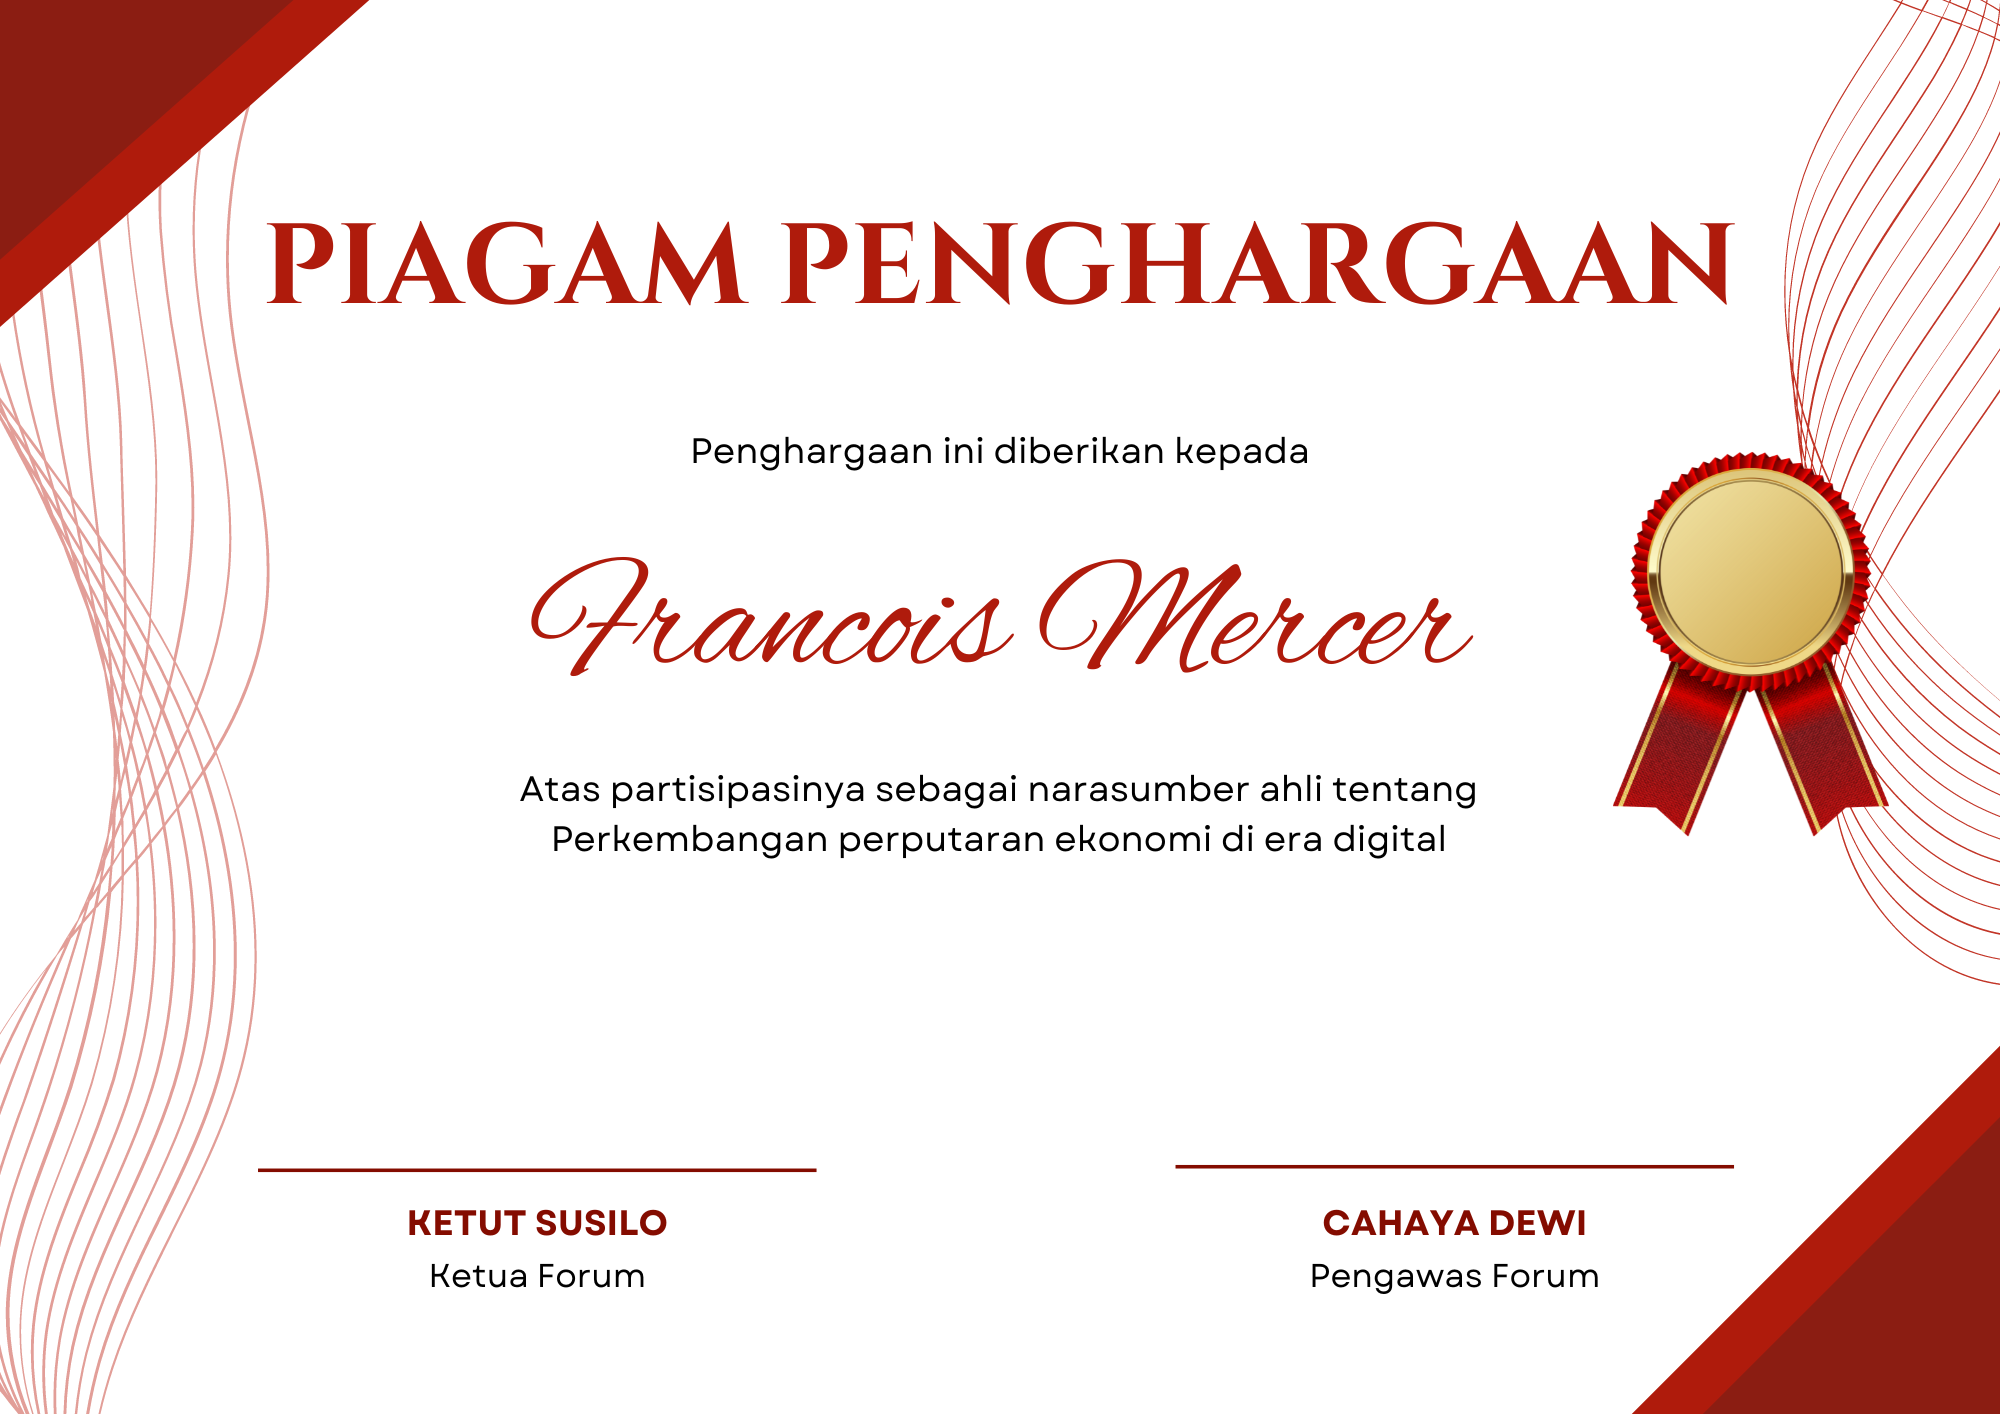 PIAGAM PENGHARGAAN
Penghargaan ini diberikan kepada
Francois Mercer
Atas partisipasinya sebagai narasumber ahli tentang
Perkembangan perputaran ekonomi di era digital
KETUT SUSILO
Ketua Forum
CAHAYA DEWI
Pengawas Forum